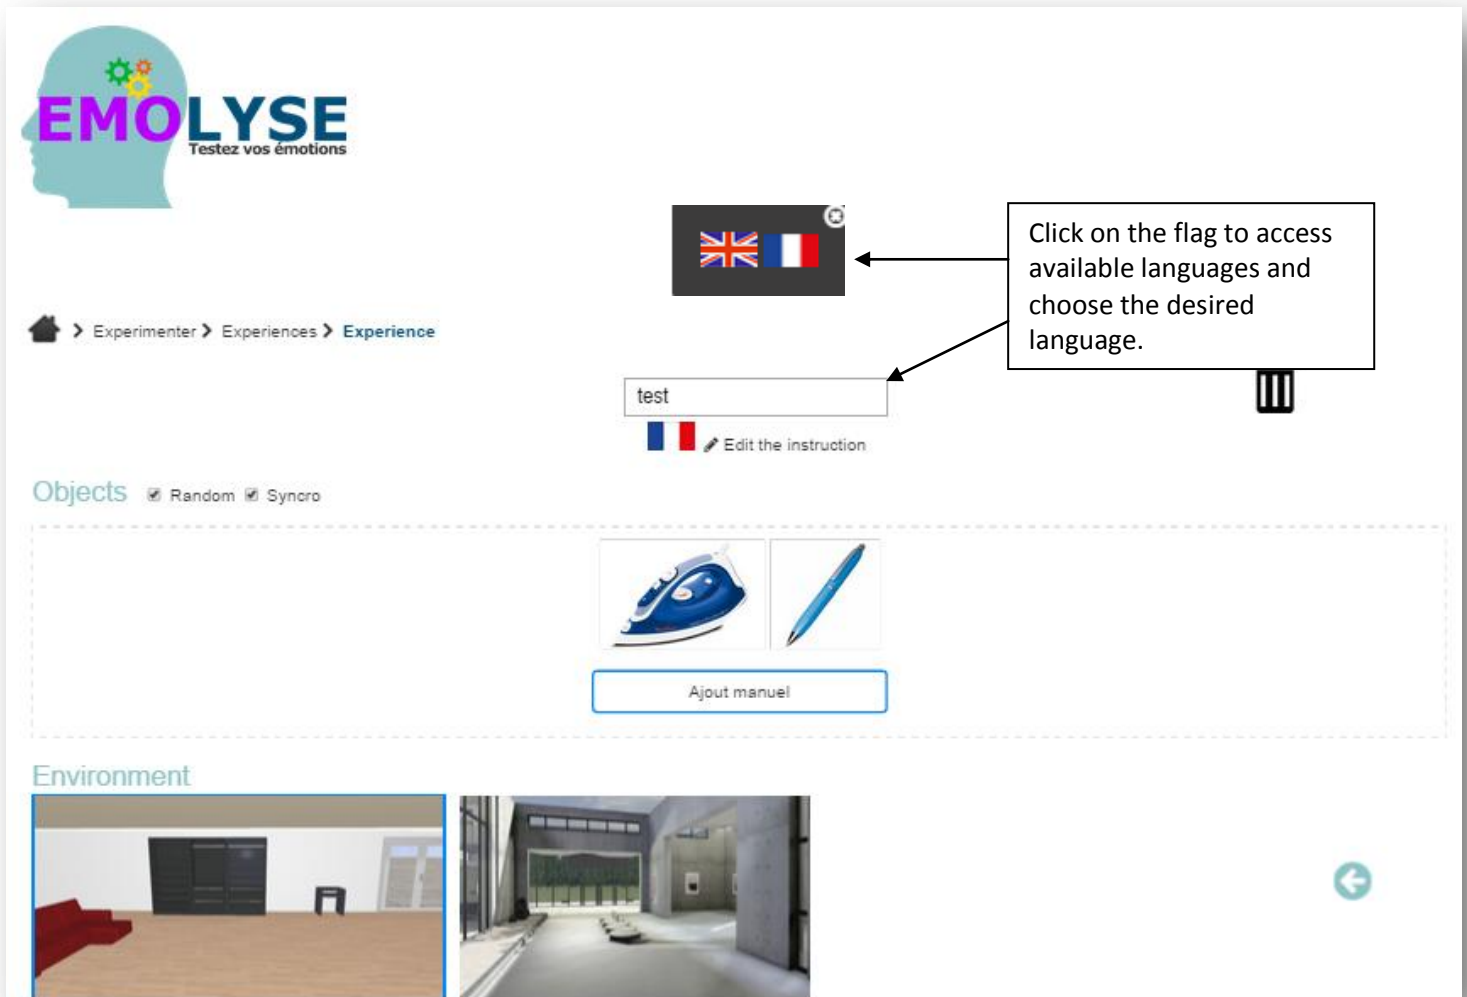 EMOLYSE
Testez vos émotions
Click on the flag to access
available languages and
choose the desired
language.
Experimenter Experiences Experience
test
Edit the instruction
Objects Random Syncro
Ajout manuel
Environment